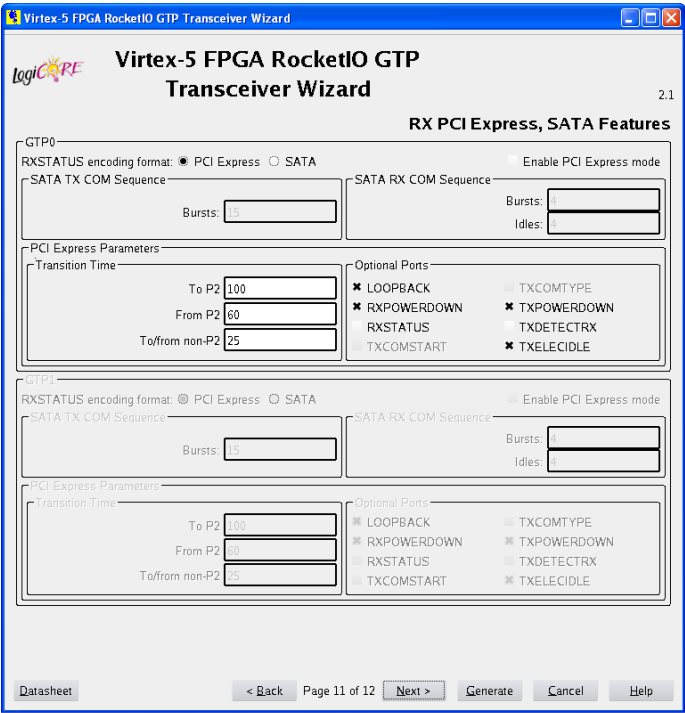 Virtex-5 FPGA RocketIO GTP Transceiver Wizard
LogiCORE
Virtex-5 FPGA RocketIO GTP
Transceiver Wizard
2.1
RX PCI Express, SATA Features
GTP0
RXSTATUS encoding format: PCI Express SATA Enable PCI Express mode
SATA TX COM Sequence
Bursts: 15
SATA RX COM Sequence
Bursts: 4
Idles: 4
PCI Express Parameters
Transition Time
To P2 100
From P2 60
To/from non-P2 25
Optional Ports
LOOPBACK TXCOMTYPE
RXPOWERDOWN TXPOWERDOWN
RXSTATUS TXDETECTRX
TXCOMSTART TXELECIDLE
GTP1
RXSTATUS encoding format: PCI Express SATA Enable PCI Express mode
SATA TX COM Sequence
Bursts: 15
SATA RX COM Sequence
Bursts: 4
Idles: 4
PCI Express Parameters
Transition Time
To P2 100
From P2 60
To/from non-P2 25
Optional Ports
LOOPBACK TXCOMTYPE
RXPOWERDOWN TXPOWERDOWN
RXSTATUS TXDETECTRX
TXCOMSTART TXELECIDLE
Datasheet < Back Page 11 of 12 Next > Generate Cancel Help